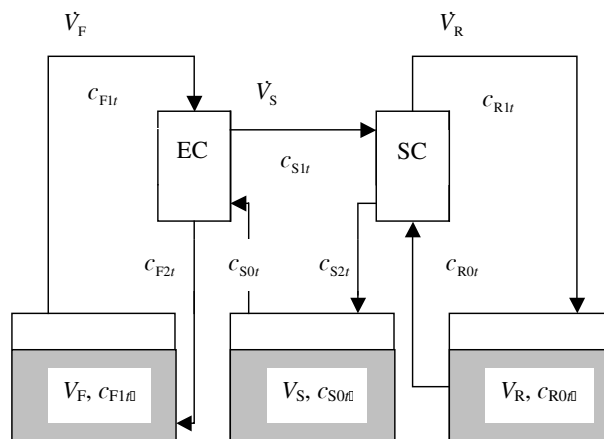 V̇F V̇R
cF1t V̇S cR1t
EC SC
cS1t
cF2t cS0t cS2t cR0t
VF, cF1t VS, cS0t VR, cR0t